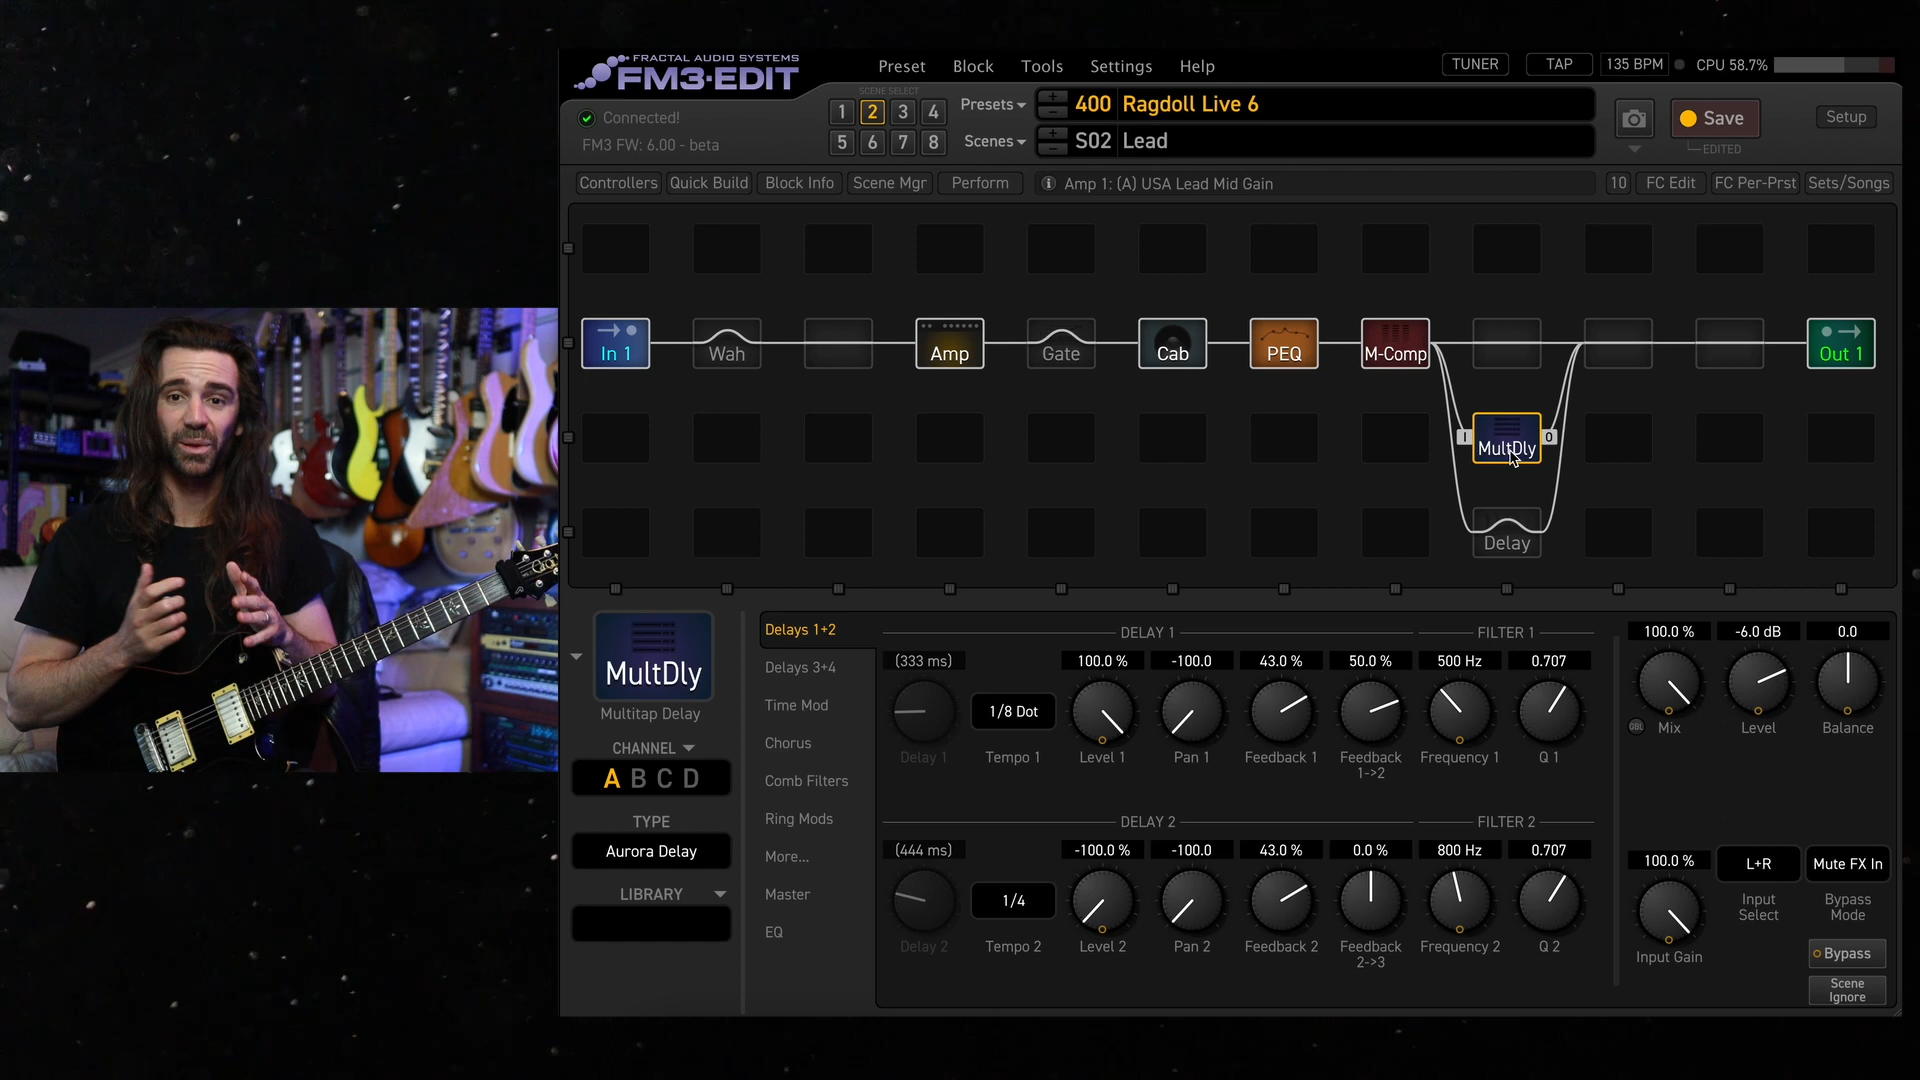 FRACTAL AUDIO SYSTEMS
FM3·EDIT
Preset Block Tools Settings Help
TUNER TAP 135 BPM CPU 58.7%
SCENE SELECT
1 2 3 4
5 6 7 8
Presets 400 Ragdoll Live 6
Scenes S02 Lead
Connected!
FM3 FW: 6.00 - beta
Save
EDITED
Setup
Controllers Quick Build Block Info Scene Mgr Perform
Amp 1: (A) USA Lead Mid Gain
10 FC Edit FC Per-Prst Sets/Songs
In 1 Wah Amp Gate Cab PEQ M-Comp Out 1
I MultDly O
Delay
MultDly
Multitap Delay
CHANNEL
A B C D
TYPE
Aurora Delay
LIBRARY
Delays 1+2
Delays 3+4
Time Mod
Chorus
Comb Filters
Ring Mods
More...
Master
EQ
DELAY 1 FILTER 1
(333 ms) 100.0 % -100.0 43.0 % 50.0 % 500 Hz 0.707
1/8 Dot
Delay 1 Tempo 1 Level 1 Pan 1 Feedback 1 Feedback 1->2 Frequency 1 Q 1
DELAY 2 FILTER 2
(444 ms) -100.0 % -100.0 43.0 % 0.0 % 800 Hz 0.707
1/4
Delay 2 Tempo 2 Level 2 Pan 2 Feedback 2 Feedback 2->3 Frequency 2 Q 2
100.0 % -6.0 dB 0.0
GBL
Mix Level Balance
100.0 % L+R Mute FX In
Input Gain
Input Select
Bypass Mode
Bypass
Scene Ignore